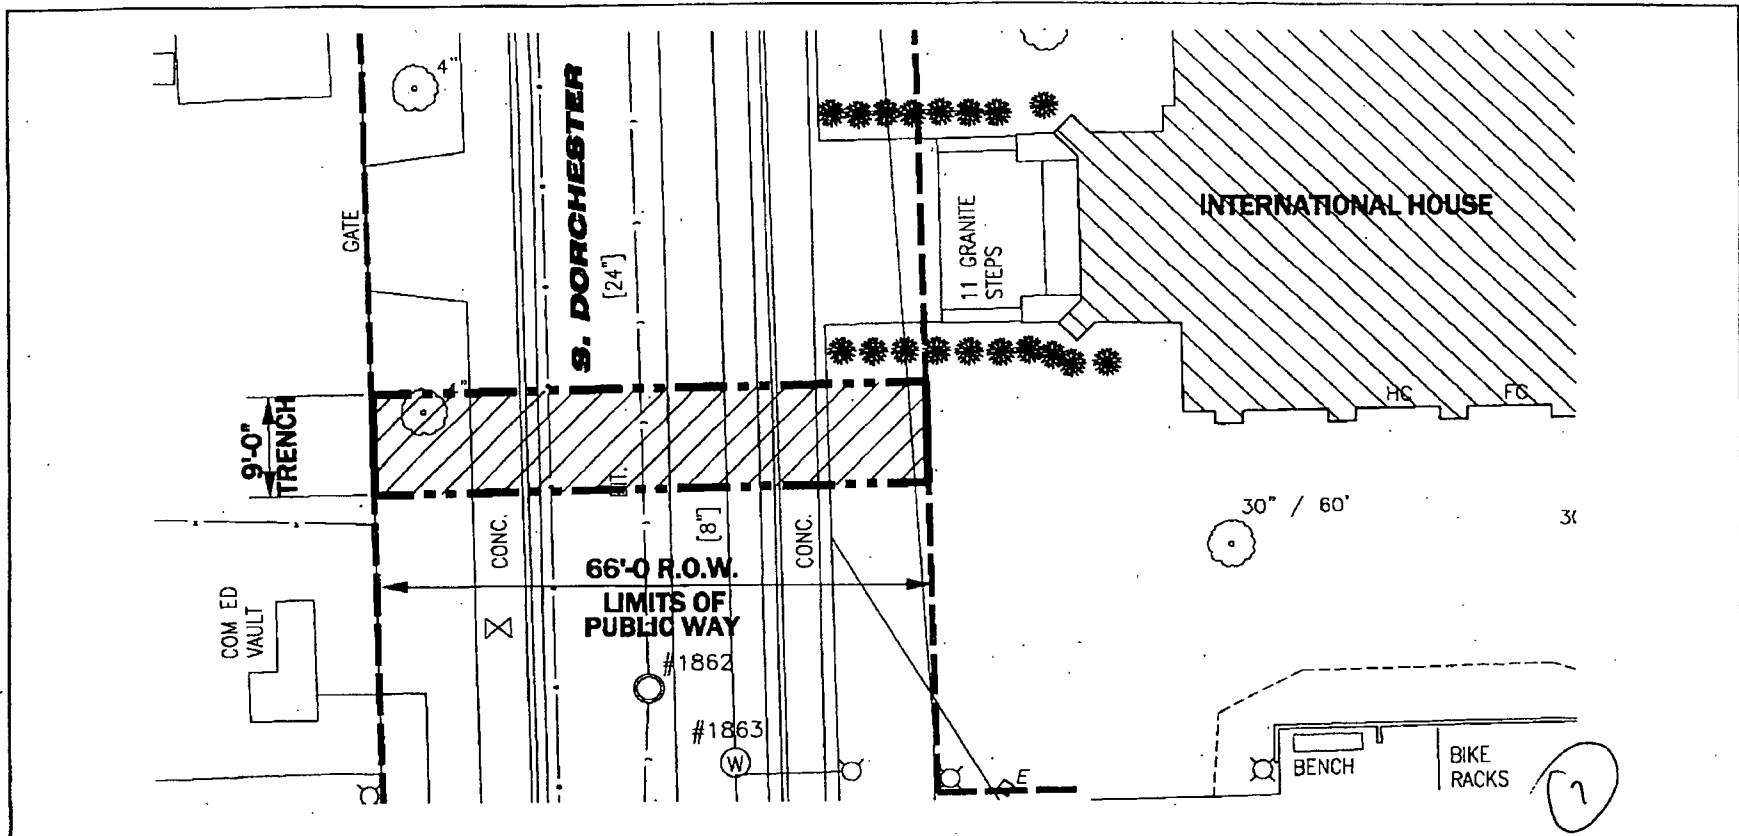 4"
S. DORCHESTER
[24"]
GATE
11 GRANITE
STEPS
INTERNATIONAL HOUSE
HC
FC
9'-0"
TRENCH
CONC.
[8"]
CONC.
30" / 60'
66'-0 R.O.W.
LIMITS OF
PUBLIC WAY
COM ED
VAULT
#1862
#1863
W
E
BENCH
BIKE
RACKS